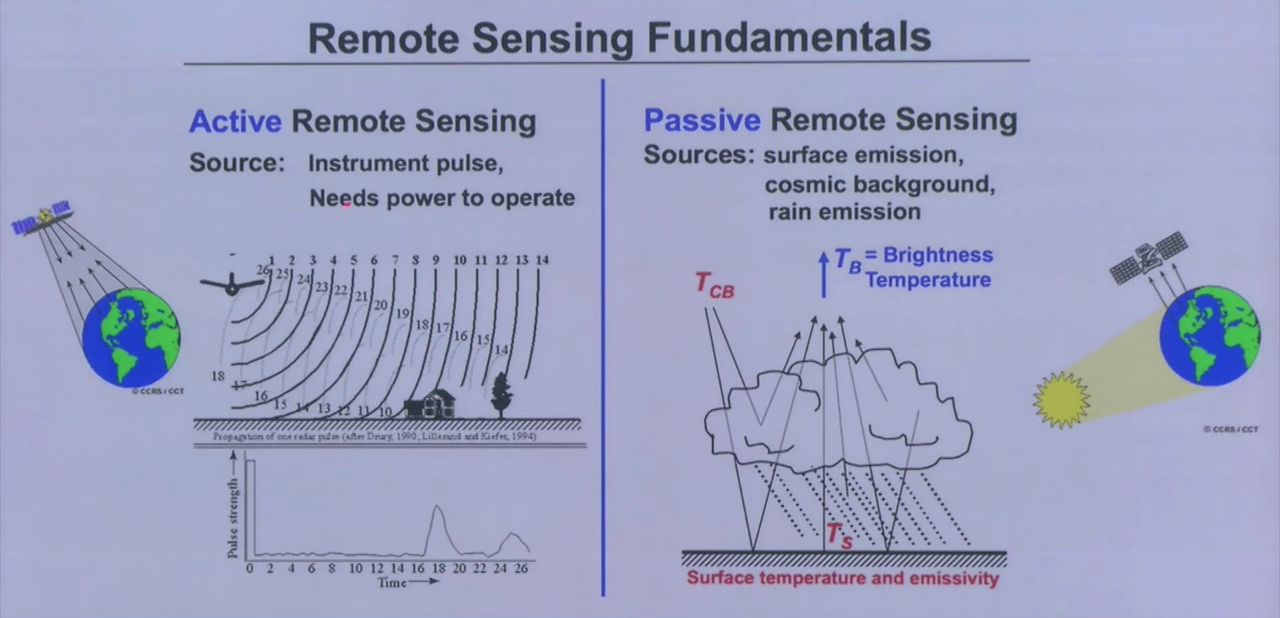 Remote Sensing Fundamentals
Active Remote Sensing
Source: Instrument pulse,
Needs power to operate
© CCRS / CCT
1 2 3 4 5 6 7 8 9 10 11 12 13 14
26 25 24 23 22 21 20 19 18 17 16 15 14
18 17 16 15 14 13 12 11 10
Propagation of one radar pulse (after Drury, 1990; Lillesand and Kiefer, 1994)
Pulse strength
0 2 4 6 8 10 12 14 16 18 20 22 24 26
Time
Passive Remote Sensing
Sources: surface emission,
cosmic background,
rain emission
TB = Brightness
Temperature
TCB
TS
Surface temperature and emissivity
© CCRS / CCT